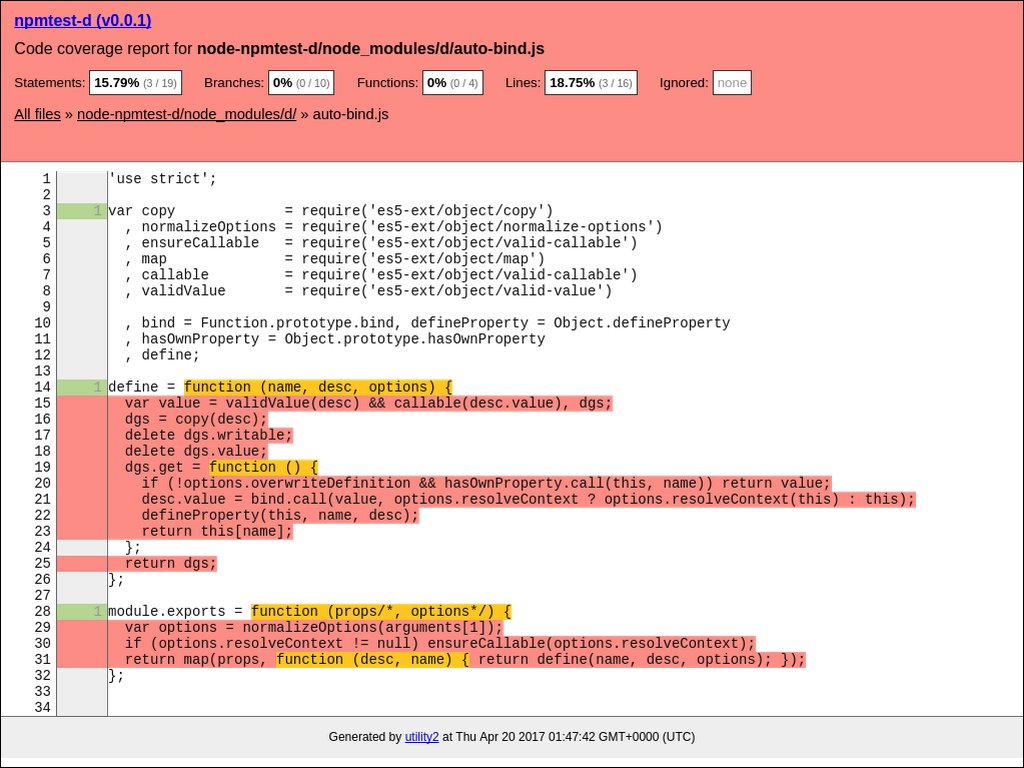 npmtest-d (v0.0.1)
Code coverage report for node-npmtest-d/node_modules/d/auto-bind.js
Statements: 15.79% (3 / 19) Branches: 0% (0 / 10) Functions: 0% (0 / 4) Lines: 18.75% (3 / 16) Ignored: none
All files » node-npmtest-d/node_modules/d/ » auto-bind.js
1 'use strict';
2
3 1 var copy             = require('es5-ext/object/copy')
4   , normalizeOptions = require('es5-ext/object/normalize-options')
5   , ensureCallable   = require('es5-ext/object/valid-callable')
6   , map              = require('es5-ext/object/map')
7   , callable         = require('es5-ext/object/valid-callable')
8   , validValue       = require('es5-ext/object/valid-value')
9
10   , bind = Function.prototype.bind, defineProperty = Object.defineProperty
11   , hasOwnProperty = Object.prototype.hasOwnProperty
12   , define;
13
14 1 define = function (name, desc, options) {
15   var value = validValue(desc) && callable(desc.value), dgs;
16   dgs = copy(desc);
17   delete dgs.writable;
18   delete dgs.value;
19   dgs.get = function () {
20     if (!options.overwriteDefinition && hasOwnProperty.call(this, name)) return value;
21     desc.value = bind.call(value, options.resolveContext ? options.resolveContext(this) : this);
22     defineProperty(this, name, desc);
23     return this[name];
24   };
25   return dgs;
26 };
27
28 1 module.exports = function (props/*, options*/) {
29   var options = normalizeOptions(arguments[1]);
30   if (options.resolveContext != null) ensureCallable(options.resolveContext);
31   return map(props, function (desc, name) { return define(name, desc, options); });
32 };
33
34
Generated by utility2 at Thu Apr 20 2017 01:47:42 GMT+0000 (UTC)